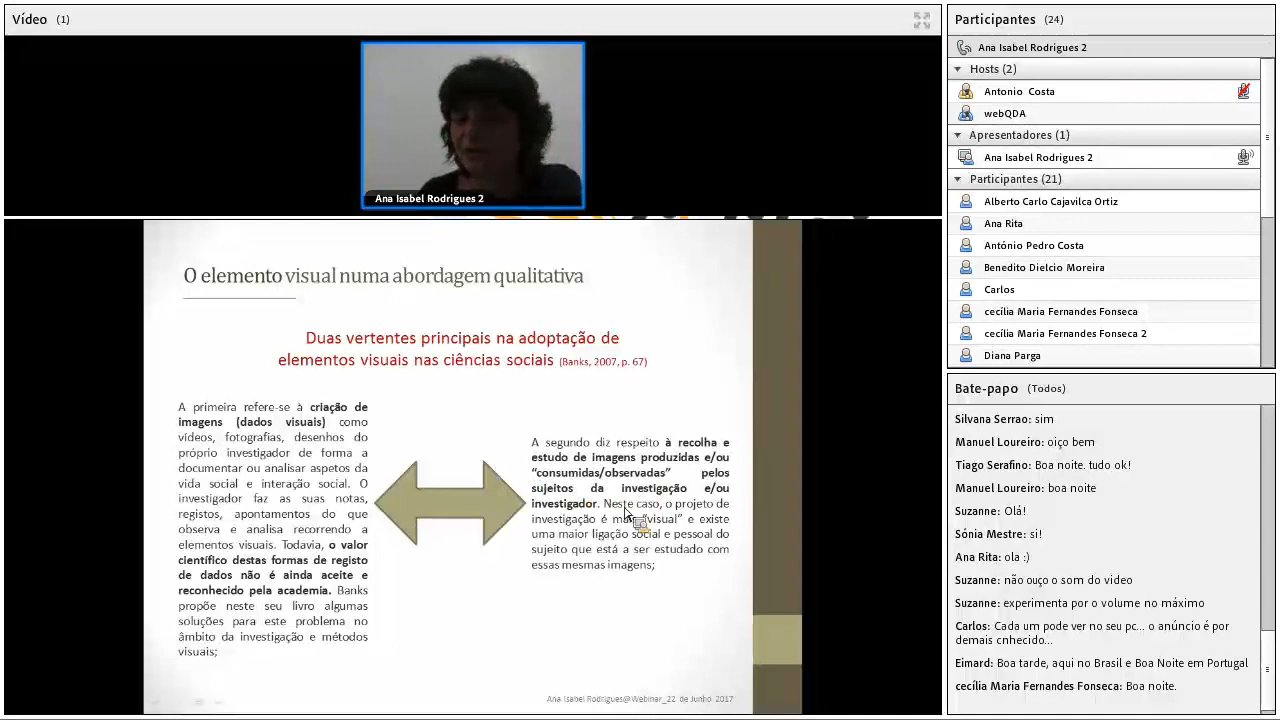 Vídeo (1)
Ana Isabel Rodrigues 2
O elemento visual numa abordagem qualitativa
Duas vertentes principais na adoptação de
elementos visuais nas ciências sociais (Banks, 2007, p. 67)
A primeira refere-se à criação de
imagens (dados visuais) como
vídeos, fotografias, desenhos do
próprio investigador de forma a
documentar ou analisar aspetos da
vida social e interação social. O
investigador faz as suas notas,
registos, apontamentos do que
observa e analisa recorrendo a
elementos visuais. Todavia, o valor
científico destas formas de registo
de dados não é ainda aceite e
reconhecido pela academia. Banks
propõe neste seu livro algumas
soluções para este problema no
âmbito da investigação e métodos
visuais;
A segundo diz respeito à recolha e
estudo de imagens produzidas e/ou
“consumidas/observadas” pelos
sujeitos da investigação e/ou
investigador. Neste caso, o projeto de
investigação é “visual” e existe
uma maior ligação social e pessoal do
sujeito que está a ser estudado com
essas mesmas imagens;
Ana Isabel Rodrigues@Webinar_22 de Junho 2017
Participantes (24)
Ana Isabel Rodrigues 2
Hosts (2)
Antonio Costa
webQDA
Apresentadores (1)
Ana Isabel Rodrigues 2
Participantes (21)
Alberto Carlo Cajavilca Ortiz
Ana Rita
António Pedro Costa
Benedito Dielcio Moreira
Carlos
cecília Maria Fernandes Fonseca
cecília Maria Fernandes Fonseca 2
Diana Parga
Bate-papo (Todos)
Silvana Serrao: sim
Manuel Loureiro: oiço bem
Tiago Serafino: Boa noite. tudo ok!
Manuel Loureiro: boa noite
Suzanne: Olá!
Sónia Mestre: si!
Ana Rita: ola :)
Suzanne: não ouço o som do video
Suzanne: experimenta por o volume no máximo
Carlos: Cada um pode ver no seu pc... o anúncio é por
demais cnhecido...
Eimard: Boa tarde, aqui no Brasil e Boa Noite em Portugal
cecília Maria Fernandes Fonseca: Boa noite.